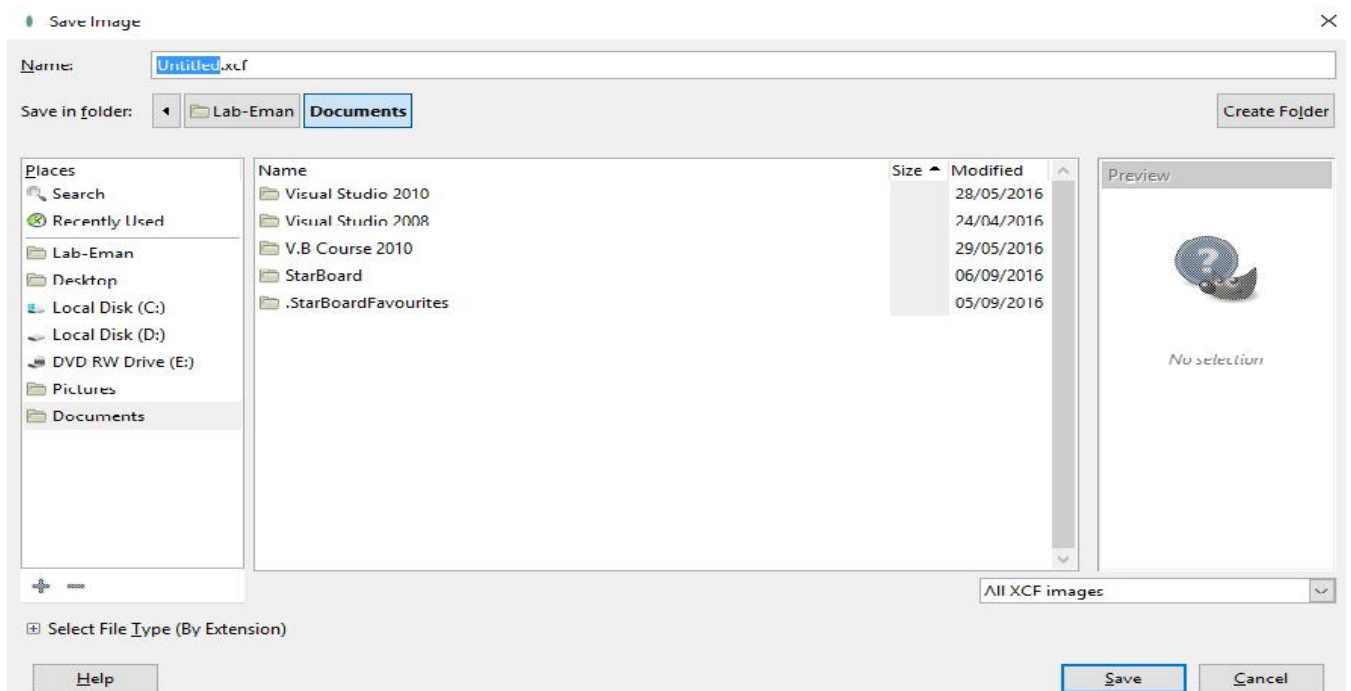 Save Image
Name: Untitled.xcf
Save in folder: Lab-Eman Documents Create Folder
Places
Search
Recently Used
Lab-Eman
Desktop
Local Disk (C:)
Local Disk (D:)
DVD RW Drive (E:)
Pictures
Documents
Name Size Modified
Visual Studio 2010 28/05/2016
Visual Studio 2008 24/04/2016
V.B Course 2010 29/05/2016
StarBoard 06/09/2016
.StarBoardFavourites 05/09/2016
Preview
No selection
All XCF images
Select File Type (By Extension)
Help Save Cancel